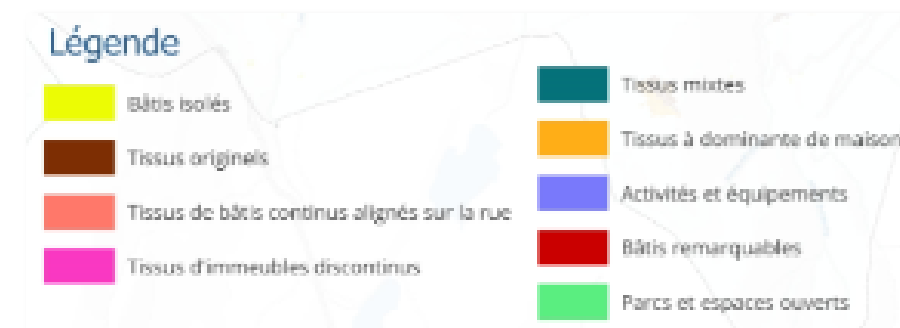 Légende
Bâtis isolés
Tissus originels
Tissus de bâtis continus alignés sur la rue
Tissus d'immeubles discontinus
Tissus mixtes
Tissus à dominante de maison
Activités et équipements
Bâtis remarquables
Parcs et espaces ouverts